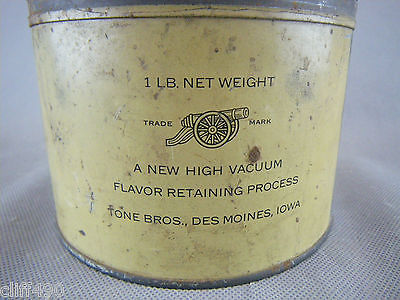 1 LB. NET WEIGHT
TRADE MARK
A NEW HIGH VACUUM
FLAVOR RETAINING PROCESS
TONE BROS., DES MOINES, IOWA
cliff490